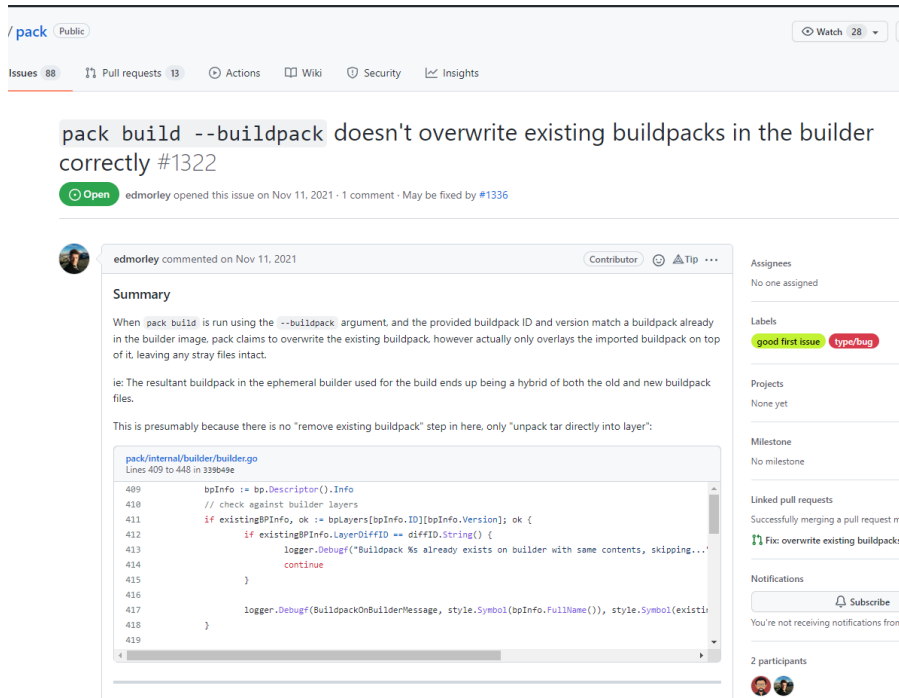 / pack Public
Watch 28
Issues 88 Pull requests 13 Actions Wiki Security Insights
pack build --buildpack doesn't overwrite existing buildpacks in the builder
correctly #1322
Open edmorley opened this issue on Nov 11, 2021 · 1 comment · May be fixed by #1336
edmorley commented on Nov 11, 2021 Contributor Tip ...
Summary
When pack build is run using the --buildpack argument, and the provided buildpack ID and version match a buildpack already
in the builder image, pack claims to overwrite the existing buildpack, however actually only overlays the imported buildpack on top
of it, leaving any stray files intact.
ie: The resultant buildpack in the ephemeral builder used for the build ends up being a hybrid of both the old and new buildpack
files.
This is presumably because there is no "remove existing buildpack" step in here, only "unpack tar directly into layer":
pack/internal/builder/builder.go
Lines 409 to 448 in 339b49e
409 bpInfo := bp.Descriptor().Info
410 // check against builder layers
411 if existingBPInfo, ok := bpLayers[bpInfo.ID][bpInfo.Version]; ok {
412 if existingBPInfo.LayerDiffID == diffID.String() {
413 logger.Debugf("Buildpack %s already exists on builder with same contents, skipping..."
414 continue
415 }
416
417 logger.Debugf(BuildpackOnBuilderMessage, style.Symbol(bpInfo.FullName()), style.Symbol(existin
418 }
419
Assignees
No one assigned
Labels
good first issue type/bug
Projects
None yet
Milestone
No milestone
Linked pull requests
Successfully merging a pull request m
Fix: overwrite existing buildpacks
Notifications
Subscribe
You're not receiving notifications from
2 participants